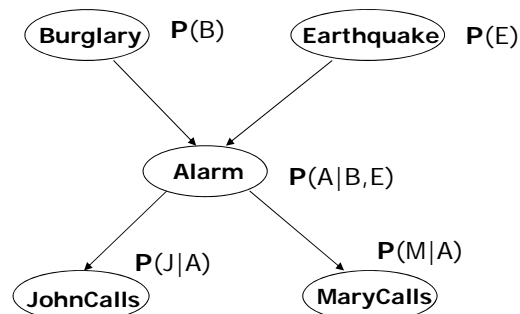 Burglary P(B)
Earthquake P(E)
Alarm
P(A|B,E)
P(J|A)
P(M|A)
JohnCalls
MaryCalls